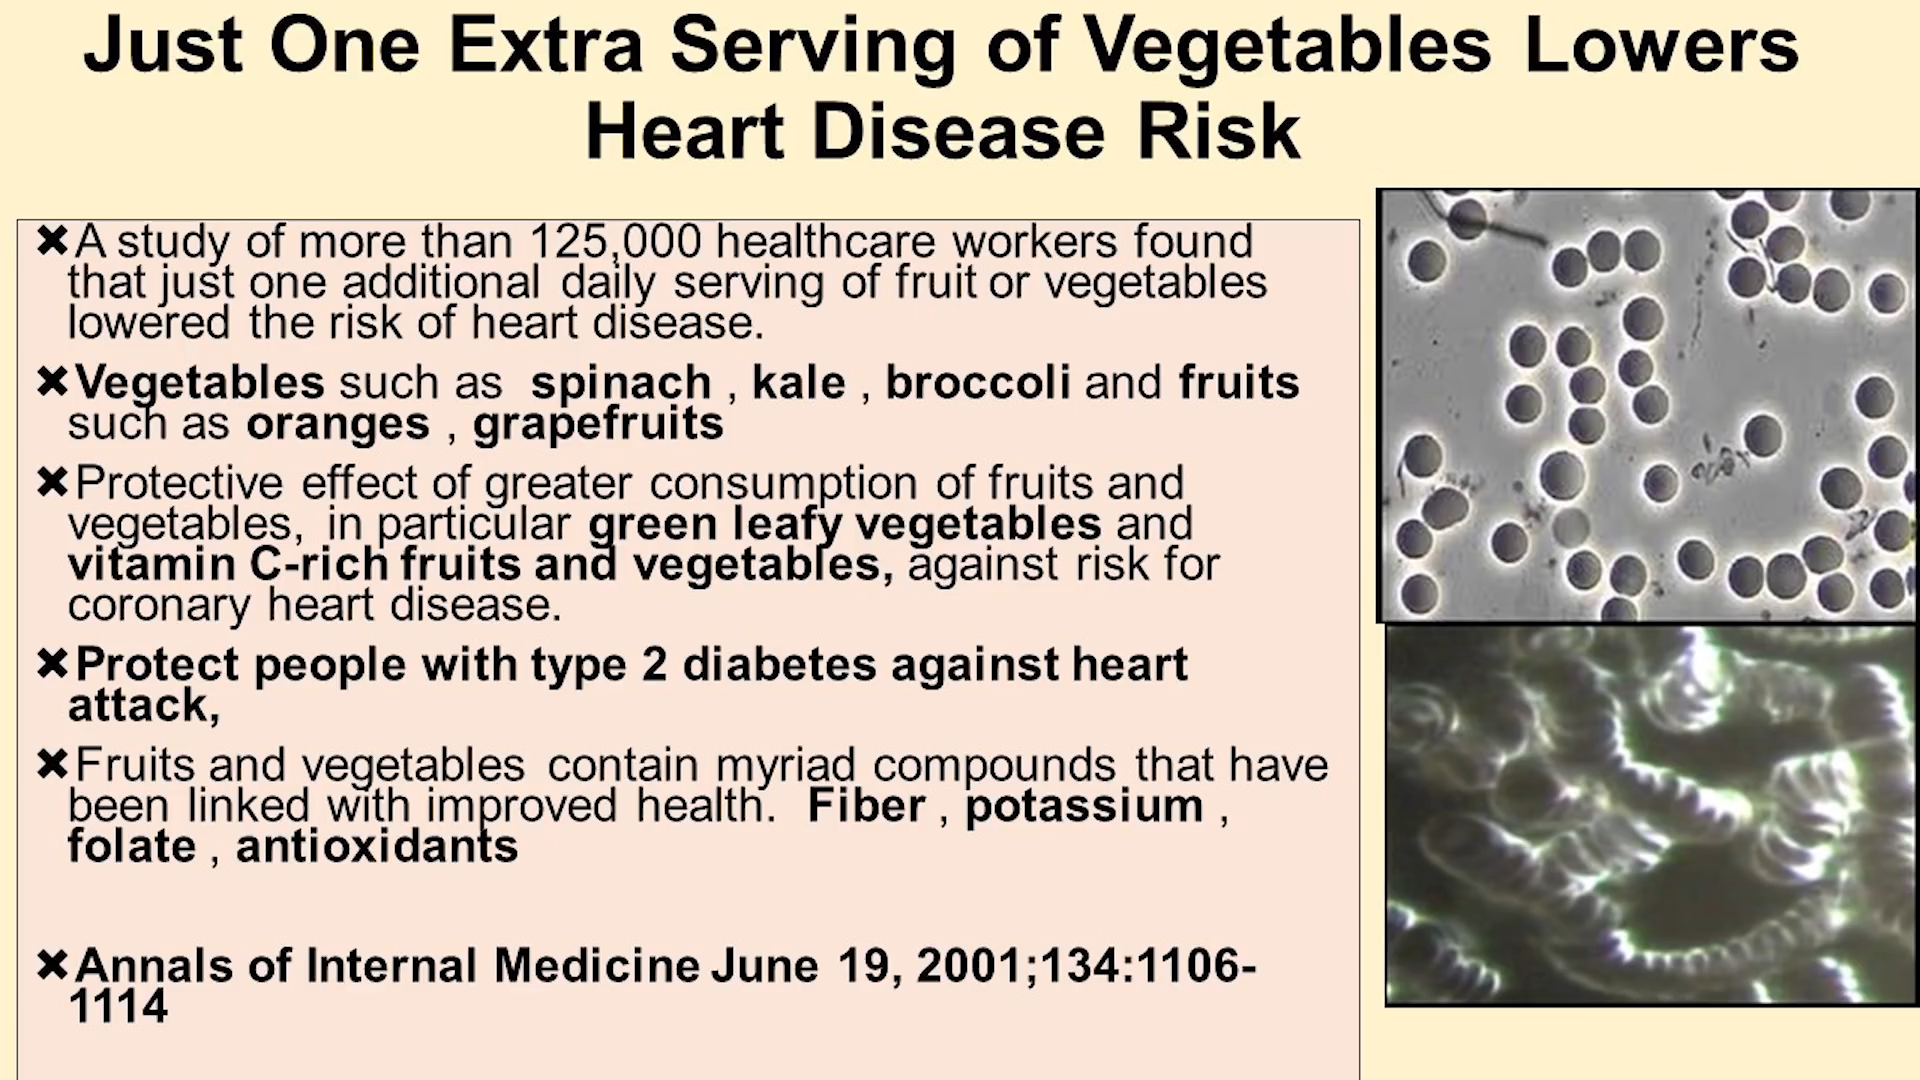 Just One Extra Serving of Vegetables Lowers
Heart Disease Risk
✖A study of more than 125,000 healthcare workers found
that just one additional daily serving of fruit or vegetables
lowered the risk of heart disease.
✖Vegetables such as spinach , kale , broccoli and fruits
such as oranges , grapefruits
✖Protective effect of greater consumption of fruits and
vegetables, in particular green leafy vegetables and
vitamin C-rich fruits and vegetables, against risk for
coronary heart disease.
✖Protect people with type 2 diabetes against heart
attack,
✖Fruits and vegetables contain myriad compounds that have
been linked with improved health. Fiber , potassium ,
folate , antioxidants
✖Annals of Internal Medicine June 19, 2001;134:1106-
1114